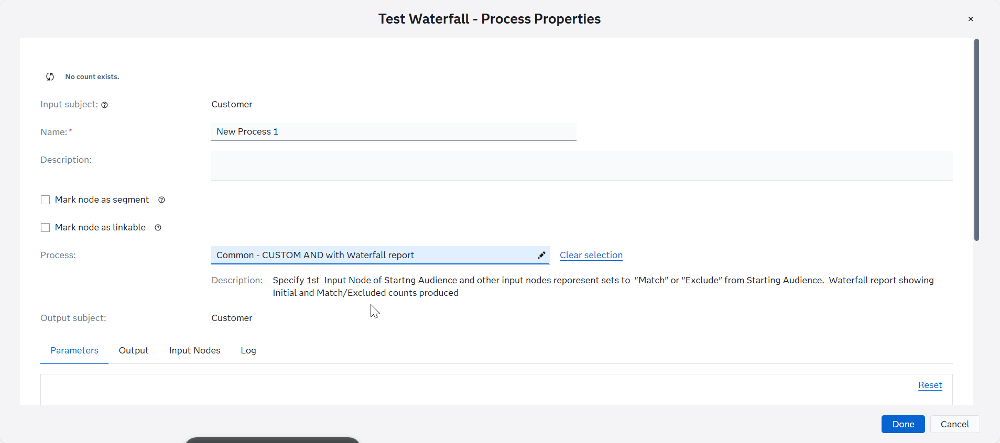 Test Waterfall - Process Properties
No count exists.
Input subject:
Customer
Name:*
New Process 1
Description:
Mark node as segment
Mark node as linkable
Process:
Common - CUSTOM AND with Waterfall report
Clear selection
Description:
Specify 1st  Input Node of Startng Audience and other input nodes reporesent sets to  "Match" or "Exclude" from Starting Audience.  Waterfall report showing
Initial and Match/Excluded counts produced
Output subject:
Customer
Parameters
Output
Input Nodes
Log
Reset
Done
Cancel